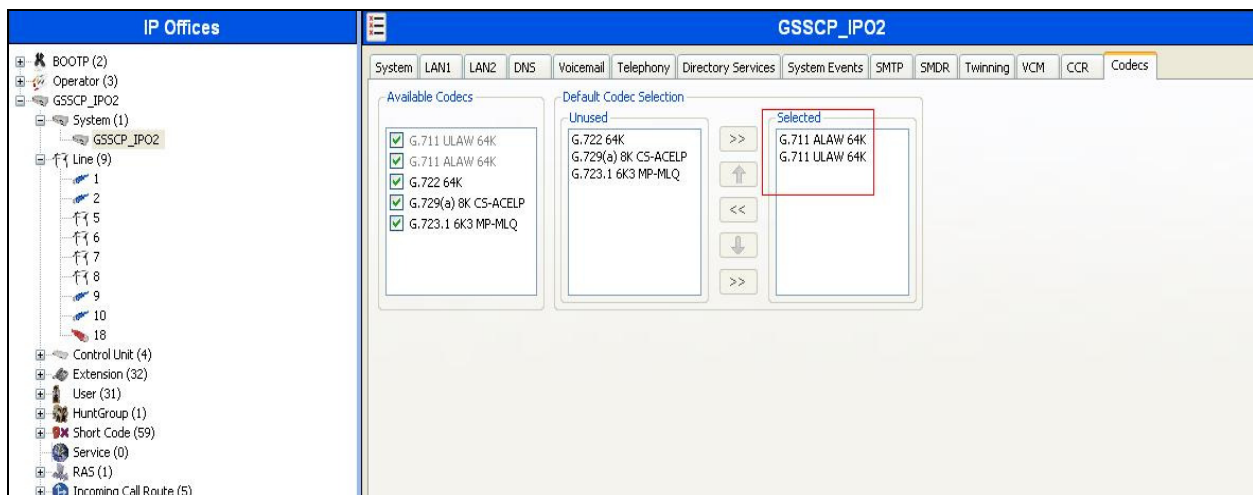 IP Offices
BOOTP (2)
Operator (3)
GSSCP_IPO2
System (1)
GSSCP_IPO2
Line (9)
1
2
5
6
7
8
9
10
18
Control Unit (4)
Extension (32)
User (31)
HuntGroup (1)
Short Code (59)
Service (0)
RAS (1)
Incoming Call Route (5)
GSSCP_IPO2
System LAN1 LAN2 DNS Voicemail Telephony Directory Services System Events SMTP SMDR Twinning VCM CCR Codecs
Available Codecs
G.711 ULAW 64K
G.711 ALAW 64K
G.722 64K
G.729(a) 8K CS-ACELP
G.723.1 6K3 MP-MLQ
Default Codec Selection
Unused
G.722 64K
G.729(a) 8K CS-ACELP
G.723.1 6K3 MP-MLQ
>>
<<
>>
Selected
G.711 ALAW 64K
G.711 ULAW 64K